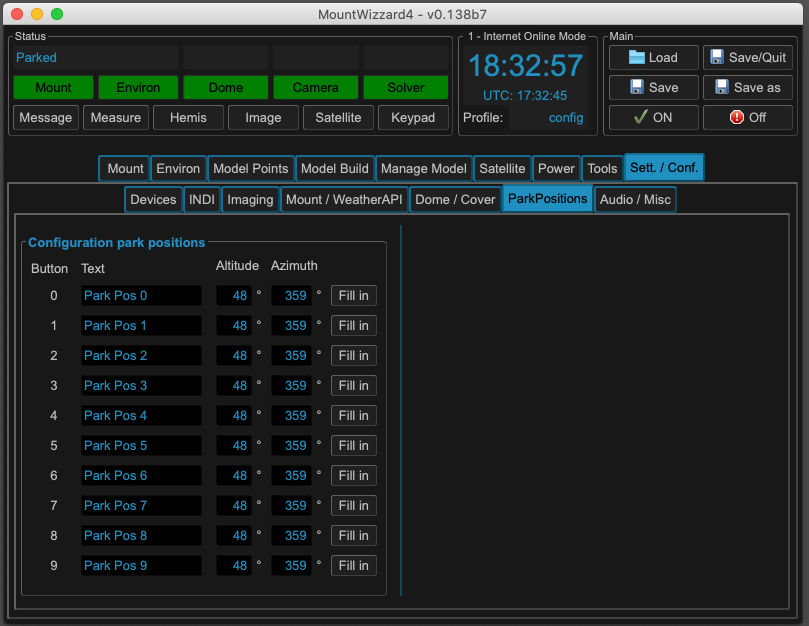 MountWizzard4 - v0.138b7
Status
Parked
Mount Environ Dome Camera Solver
Message Measure Hemis Image Satellite Keypad
1 - Internet Online Mode
18:32:57
UTC: 17:32:45
Profile: config
Main
Load Save/Quit
Save Save as
ON Off
Mount Environ Model Points Model Build Manage Model Satellite Power Tools Sett. / Conf.
Devices INDI Imaging Mount / WeatherAPI Dome / Cover ParkPositions Audio / Misc
Configuration park positions
Button Text Altitude Azimuth
0 Park Pos 0 48 ° 359 ° Fill in
1 Park Pos 1 48 ° 359 ° Fill in
2 Park Pos 2 48 ° 359 ° Fill in
3 Park Pos 3 48 ° 359 ° Fill in
4 Park Pos 4 48 ° 359 ° Fill in
5 Park Pos 5 48 ° 359 ° Fill in
6 Park Pos 6 48 ° 359 ° Fill in
7 Park Pos 7 48 ° 359 ° Fill in
8 Park Pos 8 48 ° 359 ° Fill in
9 Park Pos 9 48 ° 359 ° Fill in